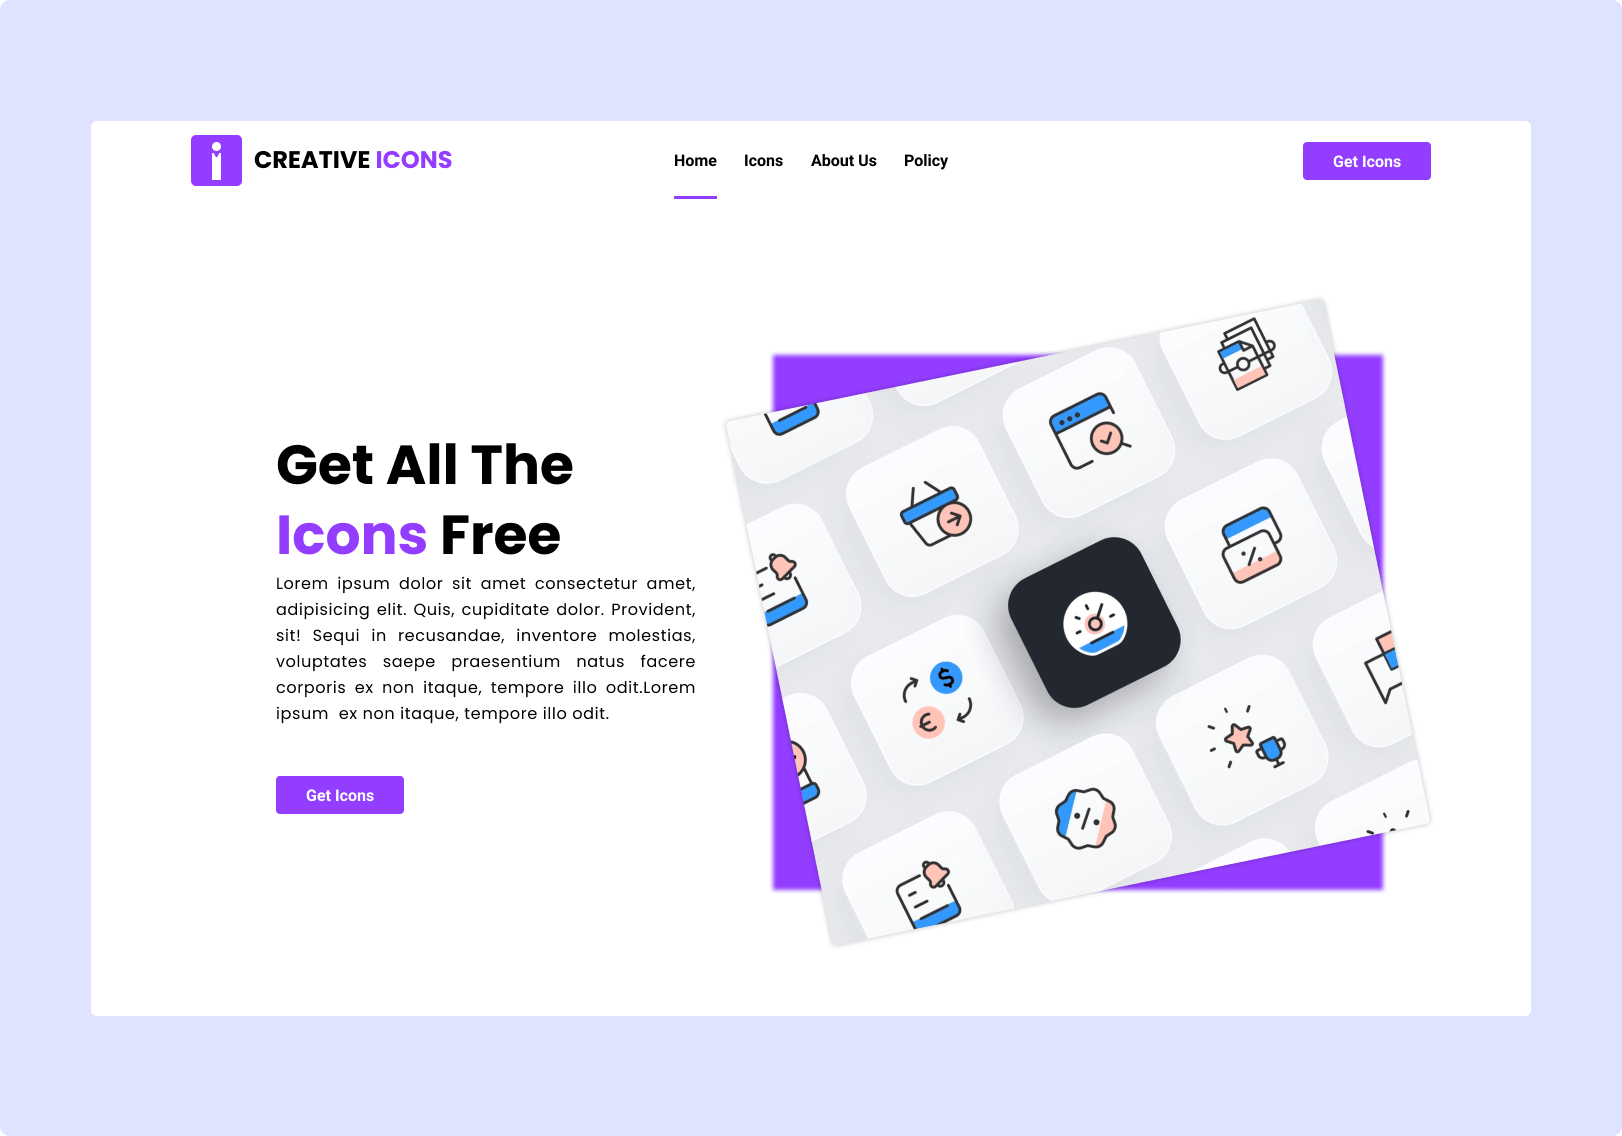 CREATIVE ICONS
Home Icons About Us Policy
Get Icons
Get All The
Icons Free
Lorem ipsum dolor sit amet consectetur amet,
adipisicing elit. Quis, cupiditate dolor. Provident,
sit! Sequi in recusandae, inventore molestias,
voluptates saepe praesentium natus facere
corporis ex non itaque, tempore illo odit.Lorem
ipsum  ex non itaque, tempore illo odit.
Get Icons